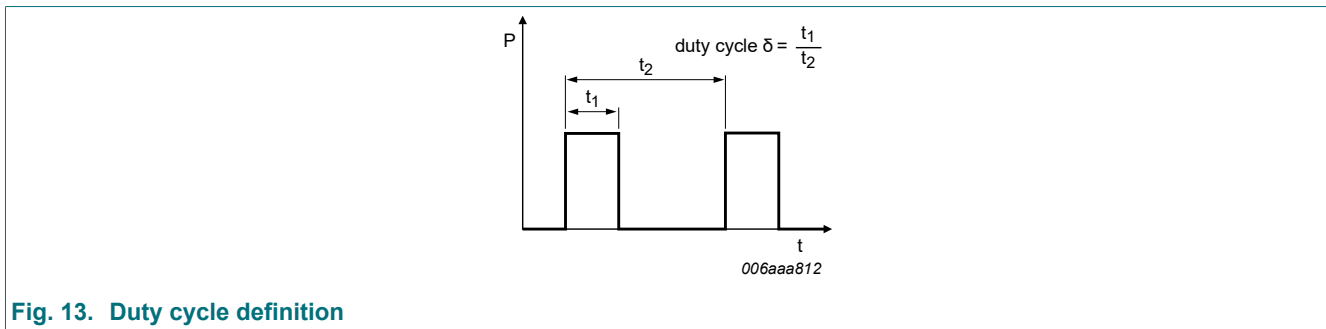 P
duty cycle δ = t1/t2
t2
t1
t
006aaa812
Fig. 13. Duty cycle definition